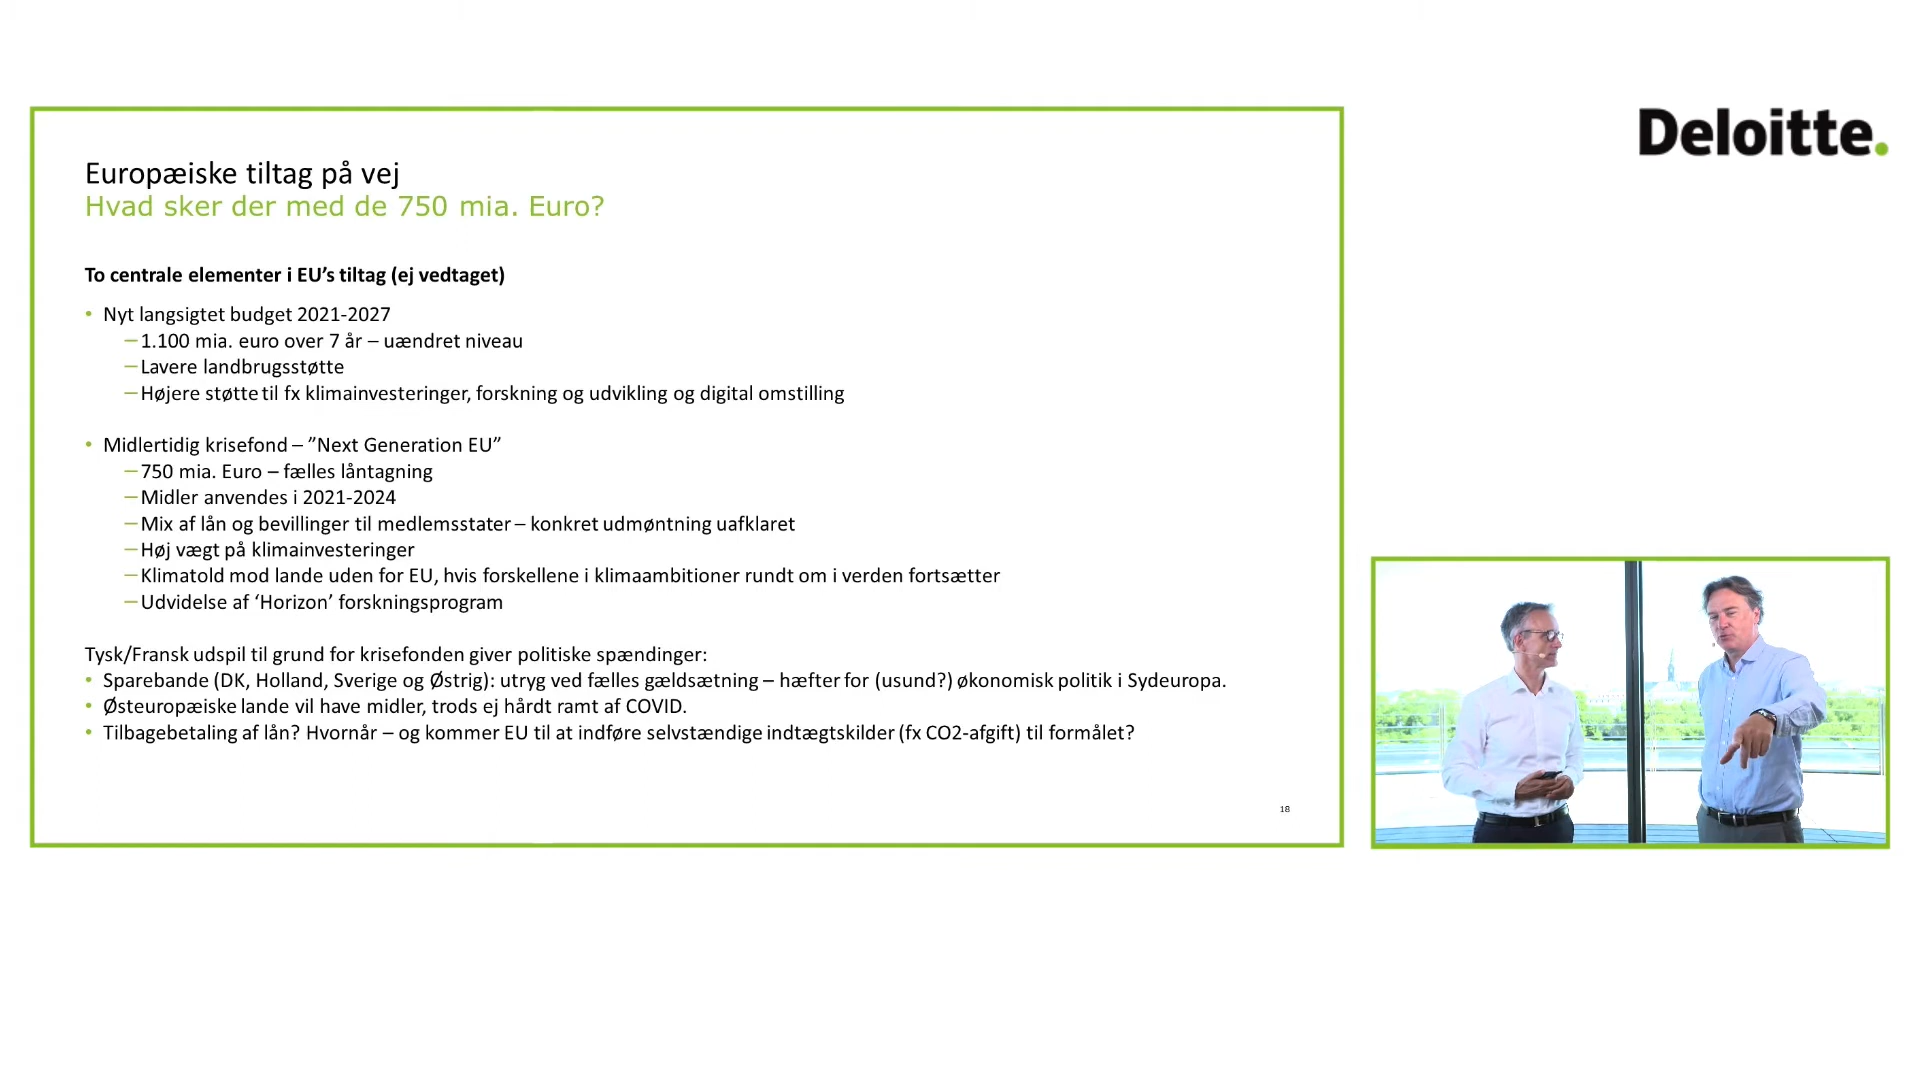 Deloitte.
Europæiske tiltag på vej
Hvad sker der med de 750 mia. Euro?
To centrale elementer i EU’s tiltag (ej vedtaget)
• Nyt langsigtet budget 2021-2027
– 1.100 mia. euro over 7 år – uændret niveau
– Lavere landbrugsstøtte
– Højere støtte til fx klimainvesteringer, forskning og udvikling og digital omstilling
• Midlertidig krisefond – ”Next Generation EU”
– 750 mia. Euro – fælles låntagning
– Midler anvendes i 2021-2024
– Mix af lån og bevillinger til medlemsstater – konkret udmøntning uafklaret
– Høj vægt på klimainvesteringer
– Klimatold mod lande uden for EU, hvis forskellene i klimaambitioner rundt om i verden fortsætter
– Udvidelse af ‘Horizon’ forskningsprogram
Tysk/Fransk udspil til grund for krisefonden giver politiske spændinger:
• Sparebande (DK, Holland, Sverige og Østrig): utryg ved fælles gældsætning – hæfter for (usund?) økonomisk politik i Sydeuropa.
• Østeuropæiske lande vil have midler, trods ej hårdt ramt af COVID.
• Tilbagebetaling af lån? Hvornår – og kommer EU til at indføre selvstændige indtægtskilder (fx CO2-afgift) til formålet?
18